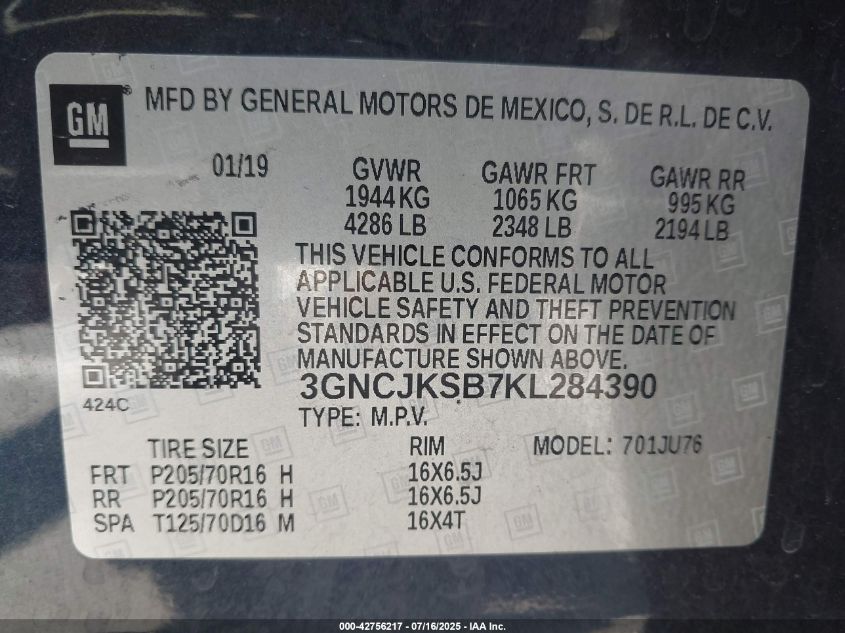 GM®
MFD BY GENERAL MOTORS DE MEXICO, S. DE R.L. DE C.V.
01/19 GVWR GAWR FRT GAWR RR
1944 KG 1065 KG 995 KG
4286 LB 2348 LB 2194 LB
THIS VEHICLE CONFORMS TO ALL
APPLICABLE U.S. FEDERAL MOTOR
VEHICLE SAFETY AND THEFT PREVENTION
STANDARDS IN EFFECT ON THE DATE OF
MANUFACTURE SHOWN ABOVE.
3GNCJKSB7KL284390
424C
TYPE: M.P.V.
TIRE SIZE RIM MODEL: 701JU76
FRT P205/70R16 H 16X6.5J
RR P205/70R16 H 16X6.5J
SPA T125/70D16 M 16X4T
000-42756217 - 07/16/2025 - IAA Inc.